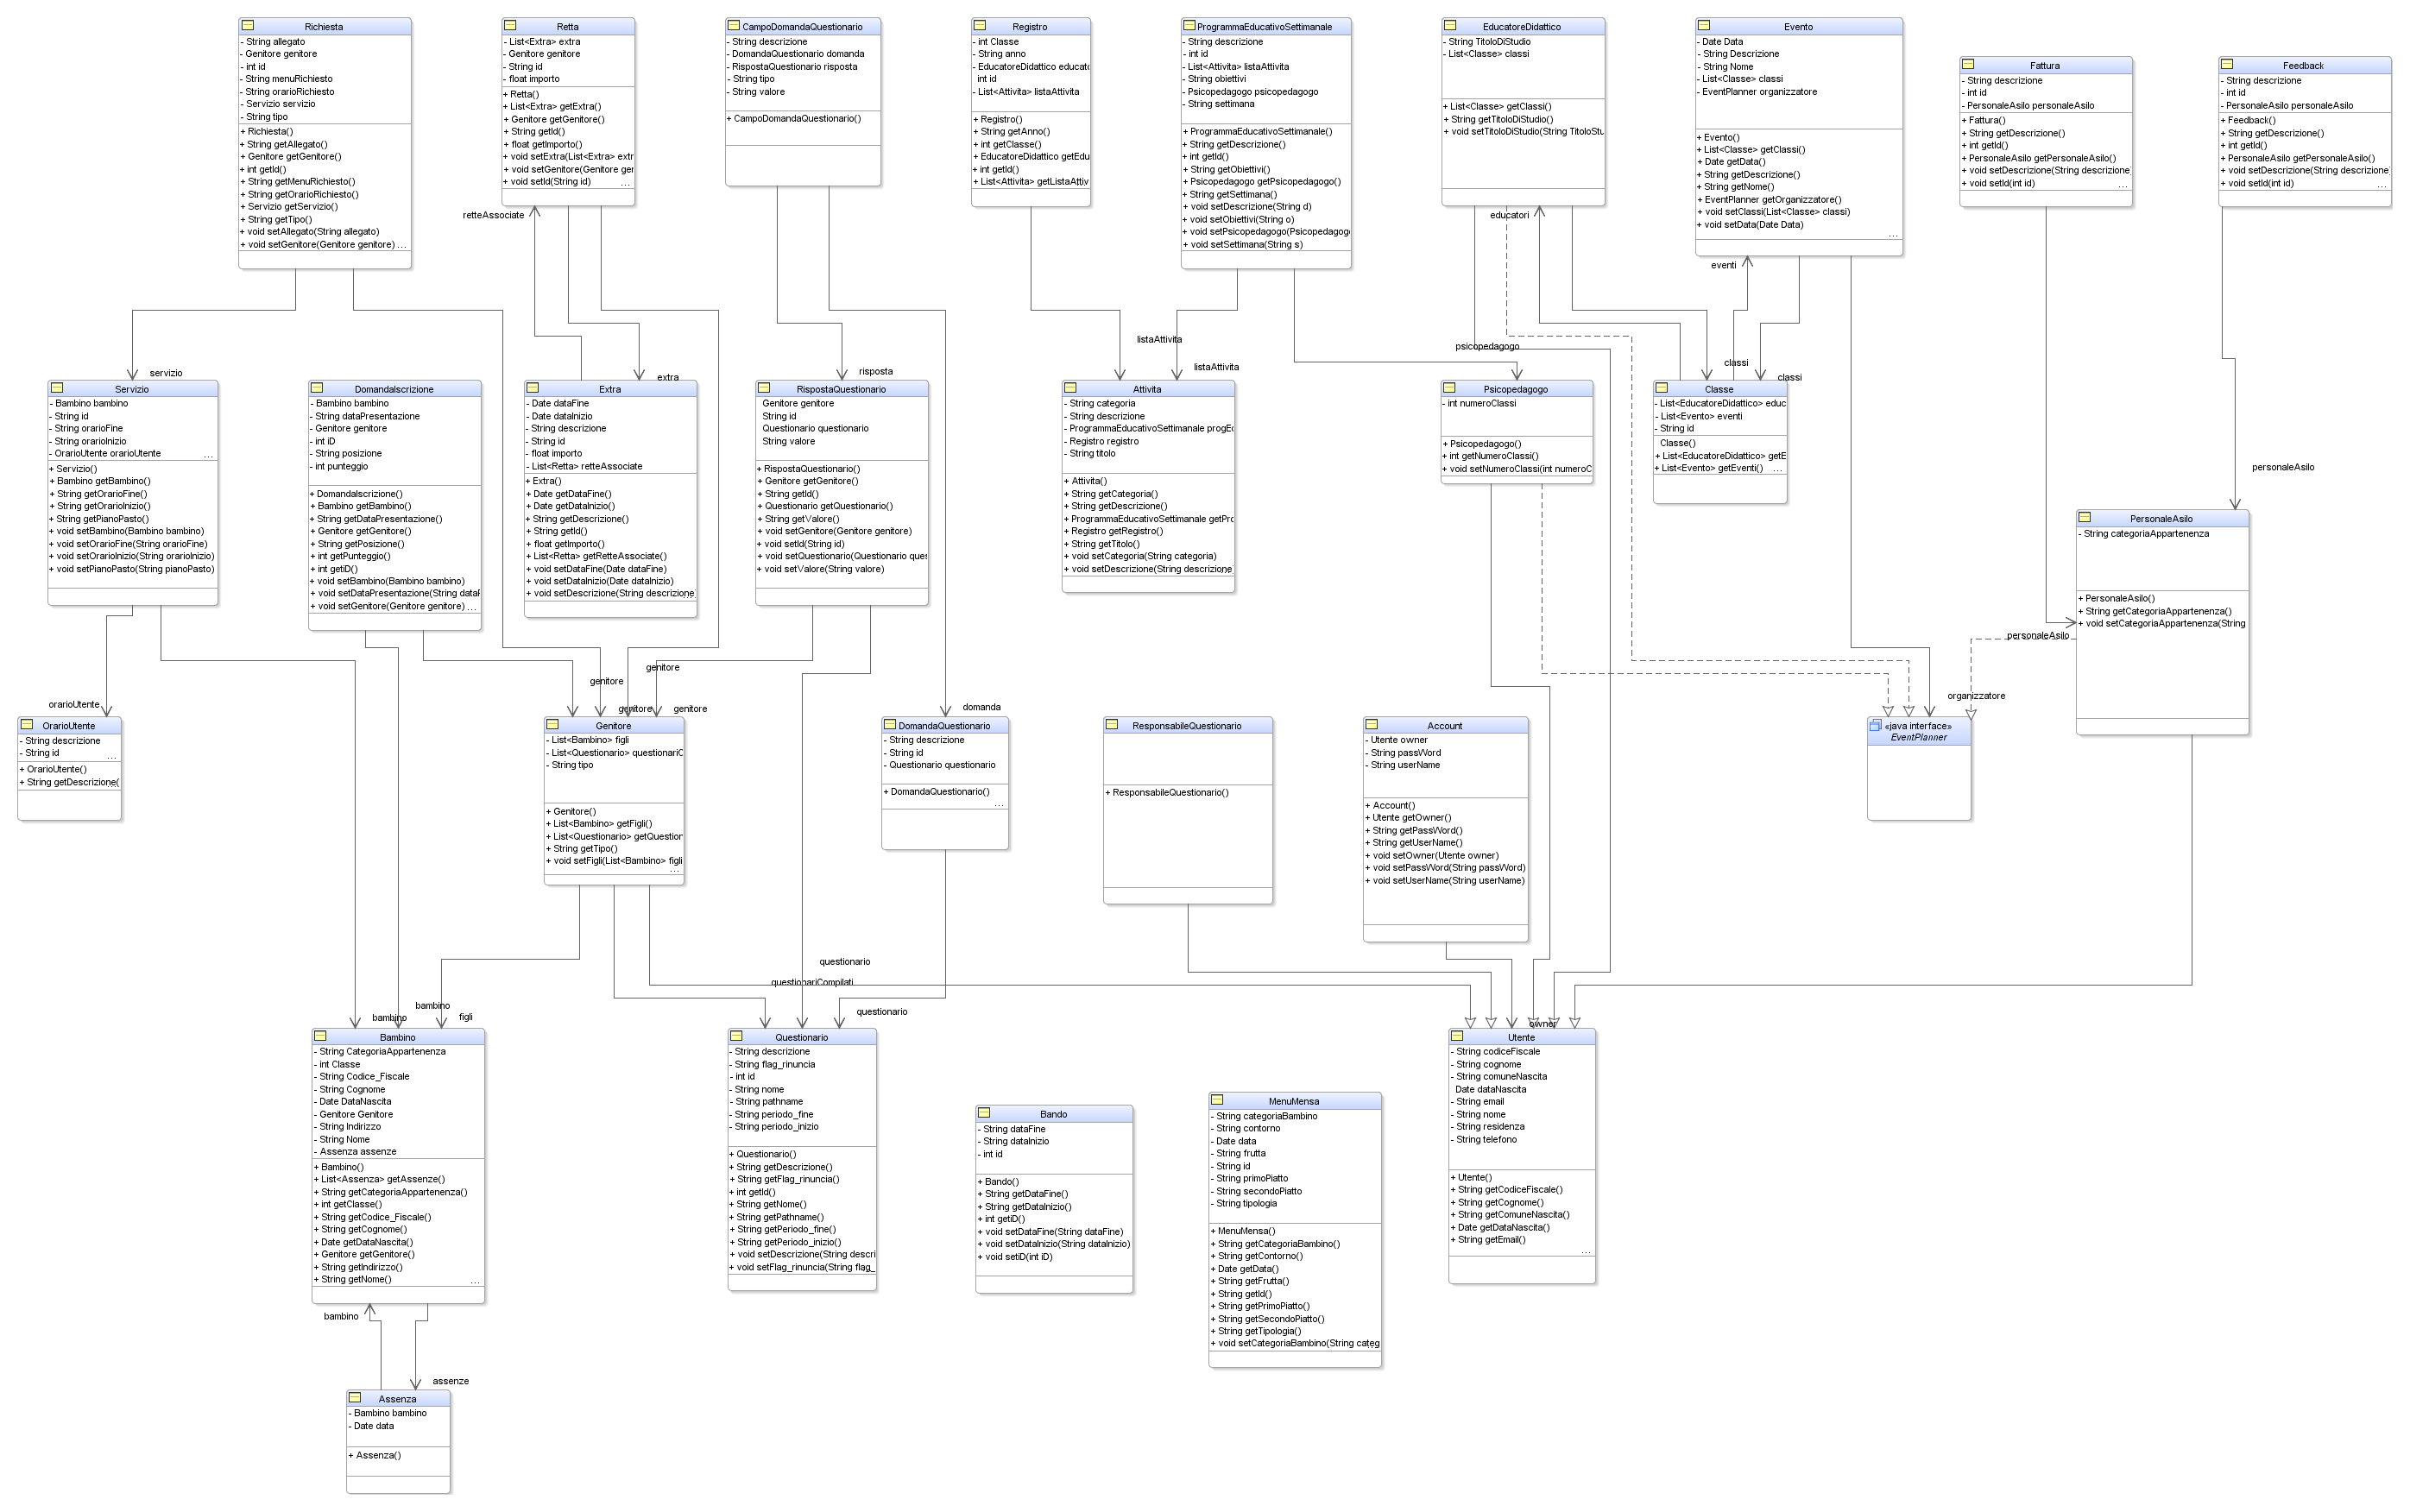 Richiesta
- String allegato
- Genitore genitore
- int id
- String menuRichiesto
- String orarioRichiesto
- Servizio servizio
- String tipo
+ Richiesta()
+ String getAllegato()
+ Genitore getGenitore()
+ int getId()
+ String getMenuRichiesto()
+ String getOrarioRichiesto()
+ Servizio getServizio()
+ String getTipo()
+ void setAllegato(String allegato)
+ void setGenitore(Genitore genitore) ...
Retta
- List<Extra> extra
- Genitore genitore
- String id
- float importo
+ Retta()
+ List<Extra> getExtra()
+ Genitore getGenitore()
+ String getId()
+ float getImporto()
+ void setExtra(List<Extra> extr
+ void setGenitore(Genitore ger
+ void setId(String id) ...
CampoDomandaQuestionario
- String descrizione
- DomandaQuestionario domanda
- RispostaQuestionario risposta
- String tipo
- String valore
+ CampoDomandaQuestionario()
Registro
- int Classe
- String anno
- EducatoreDidattico educato
int id
- List<Attivita> listaAttivita
+ Registro()
+ String getAnno()
+ int getClasse()
+ EducatoreDidattico getEdu
+ int getId()
+ List<Attivita> getListaAttiv
ProgrammaEducativoSettimanale
- String descrizione
- int id
- List<Attivita> listaAttivita
- String obiettivi
- Psicopedagogo psicopedagogo
- String settimana
+ ProgrammaEducativoSettimanale()
+ String getDescrizione()
+ int getId()
+ String getObiettivi()
+ Psicopedagogo getPsicopedagogo()
+ String getSettimana()
+ void setDescrizione(String d)
+ void setObiettivi(String o)
+ void setPsicopedagogo(Psicopedagogo
+ void setSettimana(String s)
EducatoreDidattico
- String TitoloDiStudio
- List<Classe> classi
+ List<Classe> getClassi()
+ String getTitoloDiStudio()
+ void setTitoloDiStudio(String TitoloStu
Evento
- Date Data
- String Descrizione
- String Nome
- List<Classe> classi
- EventPlanner organizzatore
+ Evento()
+ List<Classe> getClassi()
+ Date getData()
+ String getDescrizione()
+ String getNome()
+ EventPlanner getOrganizzatore()
+ void setClassi(List<Classe> classi)
+ void setData(Date Data)
...
Fattura
- String descrizione
- int id
- PersonaleAsilo personaleAsilo
+ Fattura()
+ String getDescrizione()
+ int getId()
+ PersonaleAsilo getPersonaleAsilo()
+ void setDescrizione(String descrizione)
+ void setId(int id) ...
Feedback
- String descrizione
- int id
- PersonaleAsilo personaleAsilo
+ Feedback()
+ String getDescrizione()
+ int getId()
+ PersonaleAsilo getPersonaleAsilo()
+ void setDescrizione(String descrizione
+ void setId(int id) ...
retteAssociate
educatori
eventi
servizio
extra
risposta
listaAttivita
listaAttivita
psicopedagogo
classi
classi
personaleAsilo
Servizio
- Bambino bambino
- String id
- String orarioFine
- String orarioInizio
- OrarioUtente orarioUtente ...
+ Servizio()
+ Bambino getBambino()
+ String getOrarioFine()
+ String getOrarioInizio()
+ String getPianoPasto()
+ void setBambino(Bambino bambino)
+ void setOrarioFine(String orarioFine)
+ void setOrarioInizio(String orarioInizio)
+ void setPianoPasto(String pianoPasto)
DomandaIscrizione
- Bambino bambino
- String dataPresentazione
- Genitore genitore
- int iD
- String posizione
- int punteggio
+ DomandaIscrizione()
+ Bambino getBambino()
+ String getDataPresentazione()
+ Genitore getGenitore()
+ String getPosizione()
+ int getPunteggio()
+ int getiD()
+ void setBambino(Bambino bambino)
+ void setDataPresentazione(String dataF
+ void setGenitore(Genitore genitore) ...
Extra
- Date dataFine
- Date dataInizio
- String descrizione
- String id
- float importo
- List<Retta> retteAssociate
+ Extra()
+ Date getDataFine()
+ Date getDataInizio()
+ String getDescrizione()
+ String getId()
+ float getImporto()
+ List<Retta> getRetteAssociate()
+ void setDataFine(Date dataFine)
+ void setDataInizio(Date dataInizio)
+ void setDescrizione(String descrizione)
RispostaQuestionario
Genitore genitore
String id
Questionario questionario
String valore
+ RispostaQuestionario()
+ Genitore getGenitore()
+ String getId()
+ Questionario getQuestionario()
+ String getValore()
+ void setGenitore(Genitore genitore)
+ void setId(String id)
+ void setQuestionario(Questionario ques
+ void setValore(String valore)
Attivita
- String categoria
- String descrizione
- ProgrammaEducativoSettimanale progEd
- Registro registro
- String titolo
+ Attivita()
+ String getCategoria()
+ String getDescrizione()
+ ProgrammaEducativoSettimanale getPro
+ Registro getRegistro()
+ String getTitolo()
+ void setCategoria(String categoria)
+ void setDescrizione(String descrizione)
Psicopedagogo
- int numeroClassi
+ Psicopedagogo()
+ int getNumeroClassi()
+ void setNumeroClassi(int numeroC
Classe
- List<EducatoreDidattico> educ
- List<Evento> eventi
- String id
Classe()
+ List<EducatoreDidattico> getE
+ List<Evento> getEventi() ...
PersonaleAsilo
- String categoriaAppartenenza
+ PersonaleAsilo()
+ String getCategoriaAppartenenza()
+ void setCategoriaAppartenenza(String
personaleAsilo
genitore
genitore
genitore
genitore
orarioUtente
domanda
organizzatore
OrarioUtente
- String descrizione
- String id
...
+ OrarioUtente()
+ String getDescrizione(
Genitore
- List<Bambino> figli
- List<Questionario> questionariC
- String tipo
+ Genitore()
+ List<Bambino> getFigli()
+ List<Questionario> getQuestion
+ String getTipo()
+ void setFigli(List<Bambino> figli
...
DomandaQuestionario
- String descrizione
- String id
- Questionario questionario
+ DomandaQuestionario()
...
ResponsabileQuestionario
+ ResponsabileQuestionario()
Account
- Utente owner
- String passWord
- String userName
+ Account()
+ Utente getOwner()
+ String getPassWord()
+ String getUserName()
+ void setOwner(Utente owner)
+ void setPassWord(String passWord)
+ void setUserName(String userName)
«java interface»
EventPlanner
questionario
questionariCompilati
questionario
bambino
bambino
figli
owner
Bambino
- String CategoriaAppartenenza
- int Classe
- String Codice_Fiscale
- String Cognome
- Date DataNascita
- Genitore Genitore
- String Indirizzo
- String Nome
- Assenza assenze
+ Bambino()
+ List<Assenza> getAssenze()
+ String getCategoriaAppartenenza()
+ int getClasse()
+ String getCodice_Fiscale()
+ String getCognome()
+ Date getDataNascita()
+ Genitore getGenitore()
+ String getIndirizzo()
+ String getNome() ...
Questionario
- String descrizione
- String flag_rinuncia
- int id
- String nome
- String pathname
- String periodo_fine
- String periodo_inizio
+ Questionario()
+ String getDescrizione()
+ String getFlag_rinuncia()
+ int getId()
+ String getNome()
+ String getPathname()
+ String getPeriodo_fine()
+ String getPeriodo_inizio()
+ void setDescrizione(String descri
+ void setFlag_rinuncia(String flag_
Bando
- String dataFine
- String dataInizio
- int id
+ Bando()
+ String getDataFine()
+ String getDataInizio()
+ int getiD()
+ void setDataFine(String dataFine)
+ void setDataInizio(String dataInizio)
+ void setiD(int iD)
MenuMensa
- String categoriaBambino
- String contorno
- Date data
- String frutta
- String id
- String primoPiatto
- String secondoPiatto
- String tipologia
+ MenuMensa()
+ String getCategoriaBambino()
+ String getContorno()
+ Date getData()
+ String getFrutta()
+ String getId()
+ String getPrimoPiatto()
+ String getSecondoPiatto()
+ String getTipologia()
+ void setCategoriaBambino(String categ
Utente
- String codiceFiscale
- String cognome
- String comuneNascita
Date dataNascita
- String email
- String nome
- String residenza
- String telefono
+ Utente()
+ String getCodiceFiscale()
+ String getCognome()
+ String getComuneNascita()
+ Date getDataNascita()
+ String getEmail()
...
bambino
assenze
Assenza
- Bambino bambino
- Date data
+ Assenza()